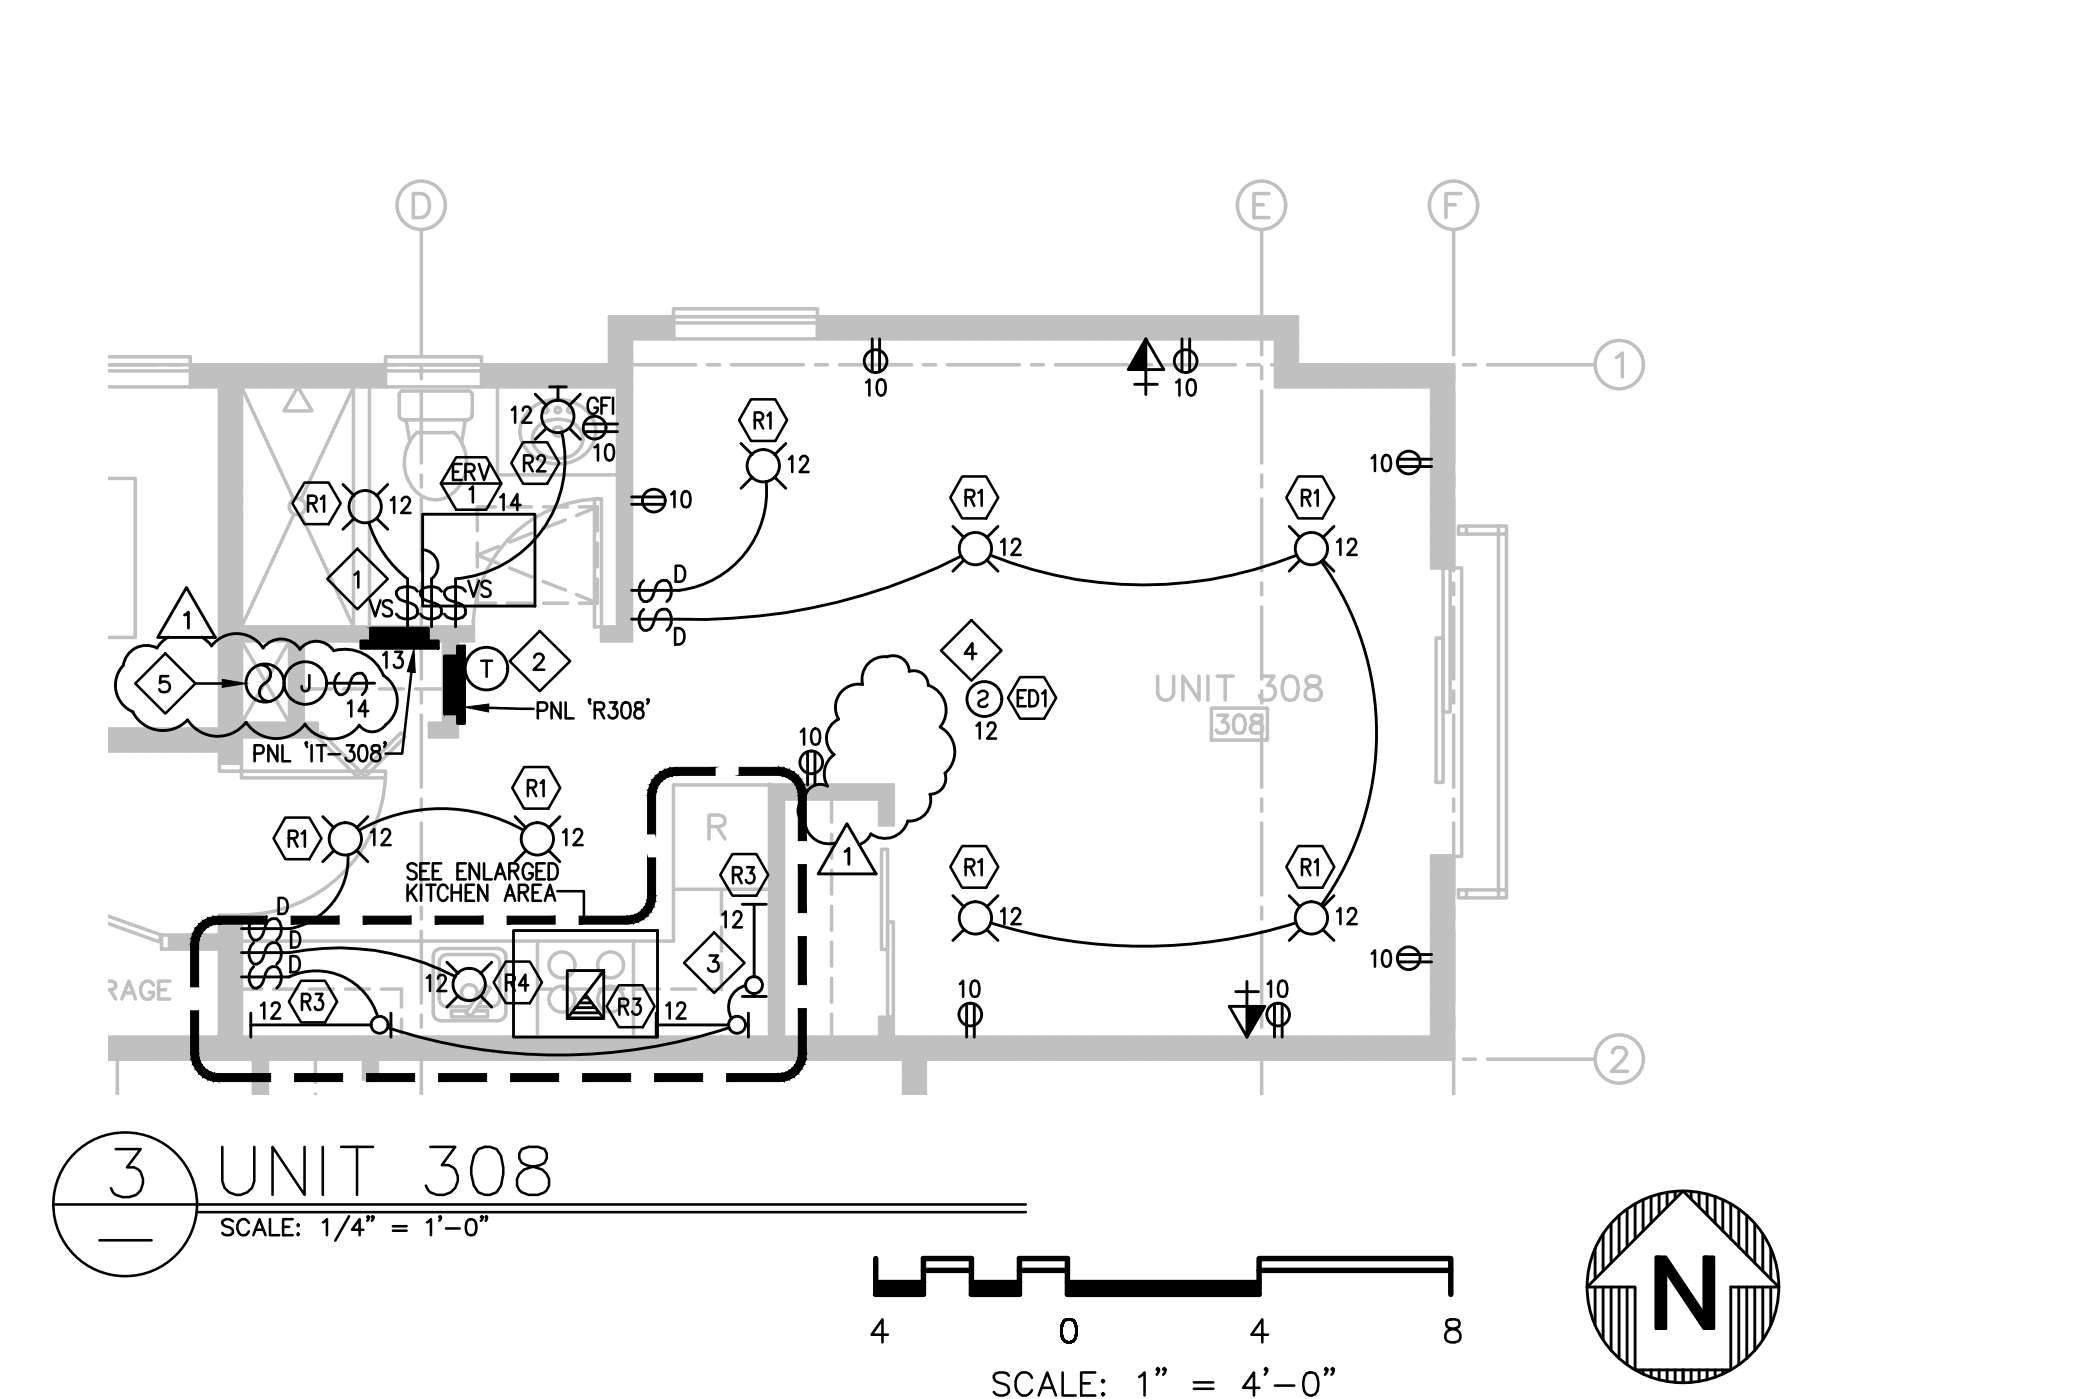 D
E
F
1
10
10
R1
12
GFI
10
12
R2
ERV
1
14
R1
12
10
10
R1
12
R1
12
1
VS
VS
D
D
1
5
J
14
13
T
2
PNL 'R308'
PNL 'IT-308'
4
S
ED1
12
UNIT 308
308
10
1
R1
12
R1
12
SEE ENLARGED
KITCHEN AREA
R
R3
12
3
R1
12
R1
12
D
D
D
12
R3
12
R4
R3
12
RAGE
10
10
10
2
3
UNIT 308
SCALE: 1/4" = 1'-0"
4 0 4 8
SCALE: 1" = 4'-0"
N